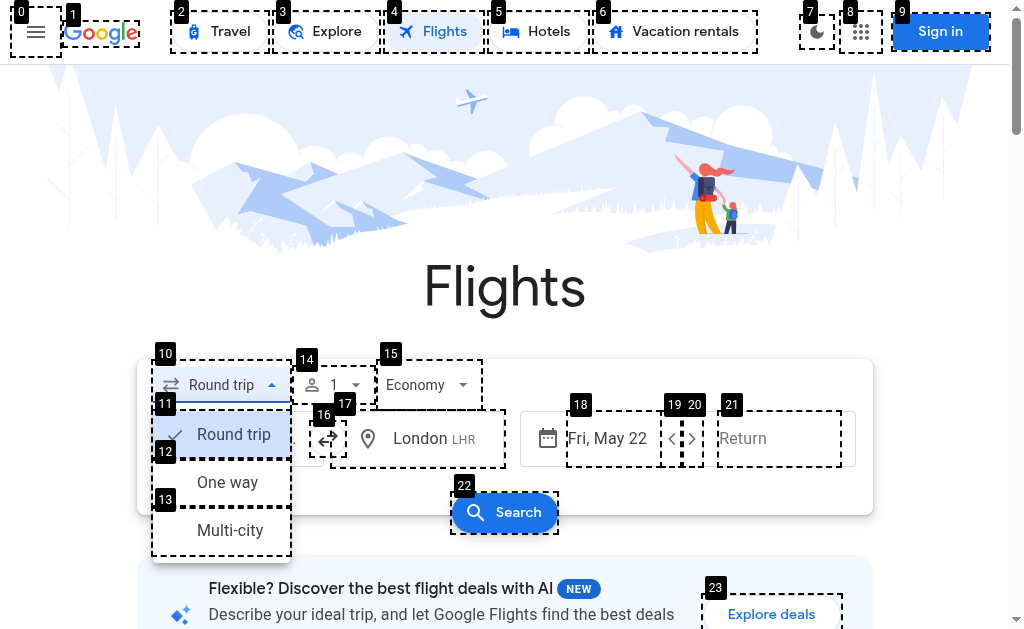 0 1 2 3 4 5 6 7 8 9
Google Travel Explore Flights Hotels Vacation rentals Sign in
Flights
10 14 15
Round trip 1 Economy
11 16 17 18 19 20 21
Round trip London LHR Fri, May 22 Return
12
One way
22
13
Search
Multi-city
Flexible? Discover the best flight deals with AI NEW
23
Describe your ideal trip, and let Google Flights find the best deals
Explore deals